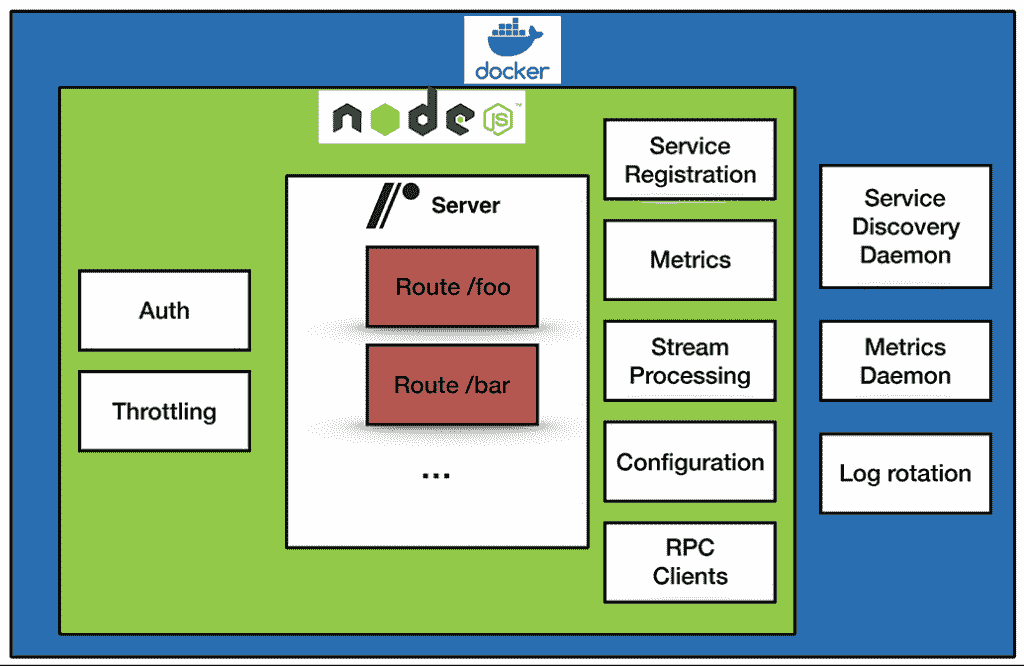 docker
node
JS
TM
Server
Route /foo
Route /bar
...
Auth
Throttling
Service
Registration
Metrics
Stream
Processing
Configuration
RPC
Clients
Service
Discovery
Daemon
Metrics
Daemon
Log rotation